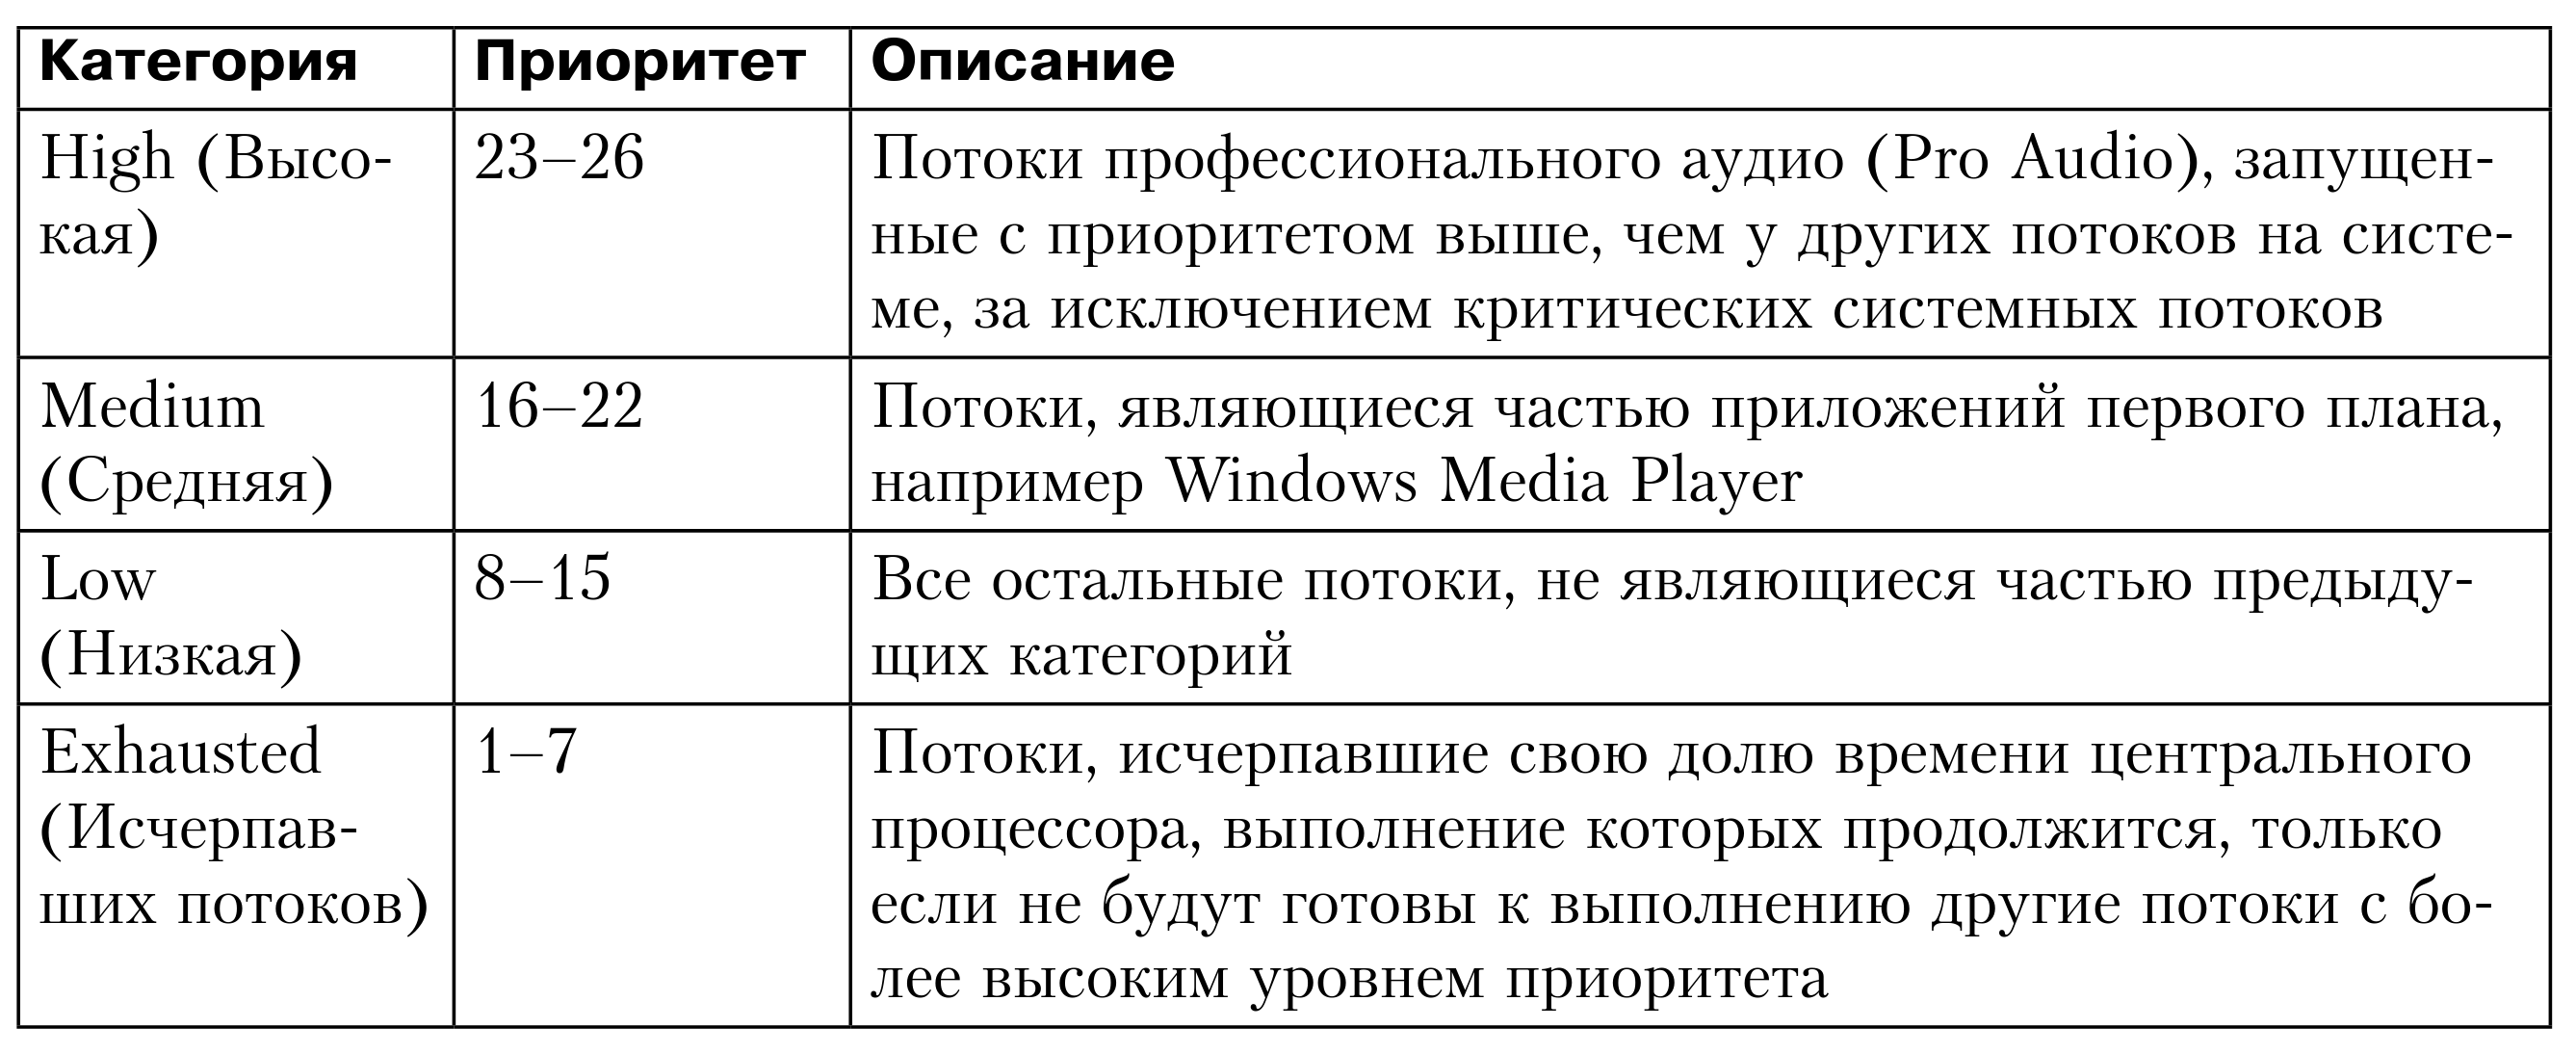 Категория Приоритет Описание
High (Высо-
кая)
23–26
Потоки профессионального аудио (Pro Audio), запущен-
ные с приоритетом выше, чем у других потоков на систе-
ме, за исключением критических системных потоков
Medium
(Средняя)
16–22
Потоки, являющиеся частью приложений первого плана,
например Windows Media Player
Low
(Низкая)
8–15
Все остальные потоки, не являющиеся частью предыду-
щих категорий
Exhausted
(Исчерпав-
ших потоков)
1–7
Потоки, исчерпавшие свою долю времени центрального
процессора, выполнение которых продолжится, только
если не будут готовы к выполнению другие потоки с бо-
лее высоким уровнем приоритета